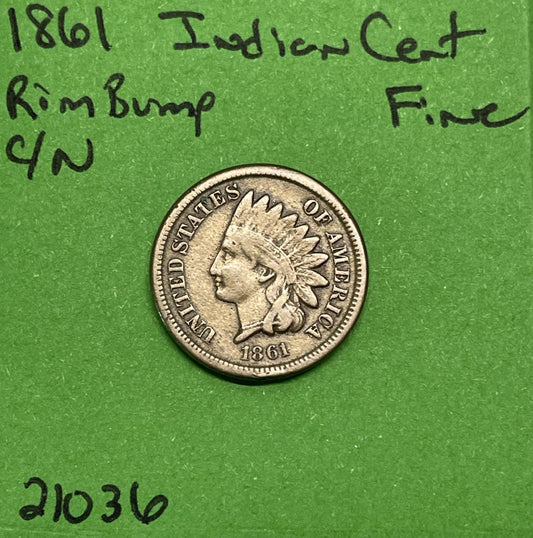 1861 Indian Cent
Rim Bump Fine
C/N
UNITED STATES OF AMERICA
1861
21036